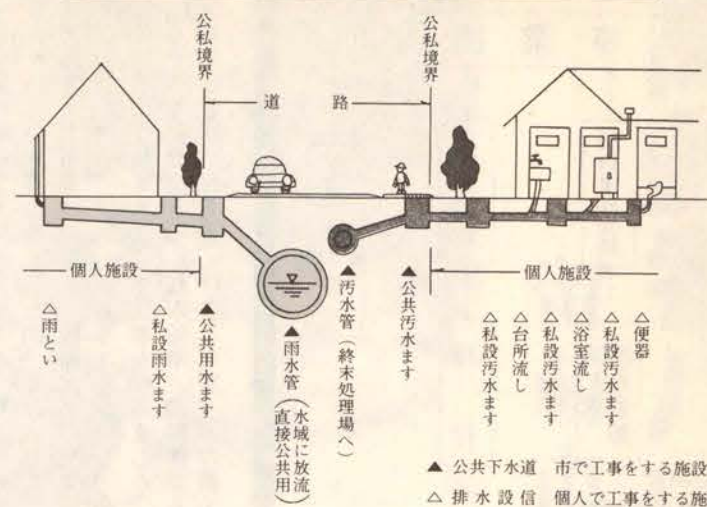 公私境界
公私境界
道路
個人施設
個人施設
△雨とい
△私設雨水ます
▲公共用水ます
▲雨水管(水域に放流
直接公共用)
▲汚水管(終末処理場へ)
▲公共汚水ます
△私設汚水ます
△台所流し
△私設汚水ます
△浴室流し
△私設汚水ます
△便器
▲ 公共下水道 市で工事をする施設
△ 排水設信 個人で工事をする施